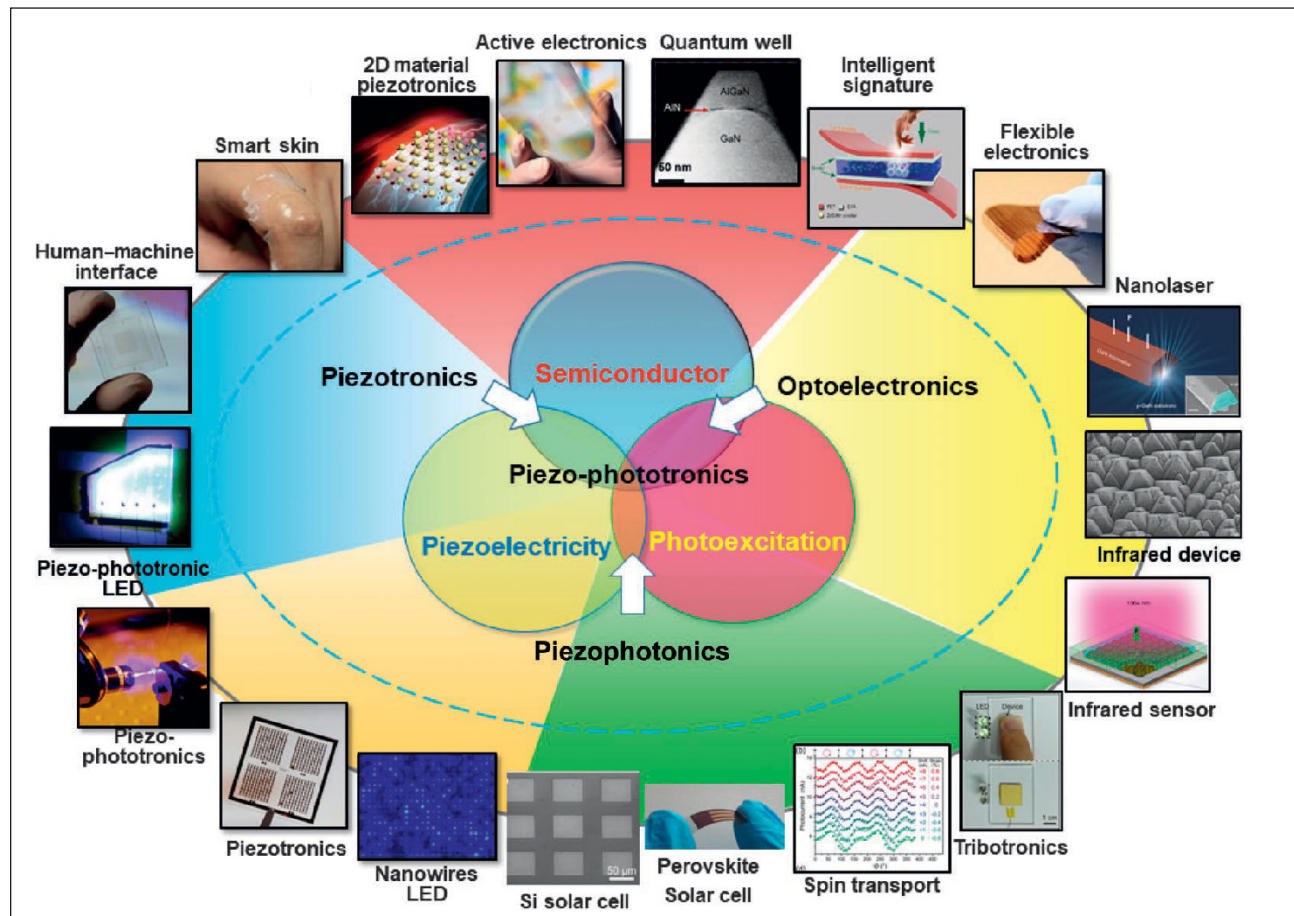 Active electronics
Quantum well
2D material
piezotronics
Intelligent
signature
AlGaN
AlN
GaN
50 nm
Smart skin
Flexible
electronics
Human–machine
interface
Nanolaser
Piezotronics
Semiconductor
Optoelectronics
Piezo-phototronics
Piezoelectricity
Photoexcitation
Infrared device
Piezo-phototronic
LED
Piezophotonics
Infrared sensor
Piezo-
phototronics
LED
Device
1 cm
Tribotronics
Piezotronics
Nanowires
LED
50 µm
Si solar cell
Perovskite
Solar cell
Photocurrent
Spin transport